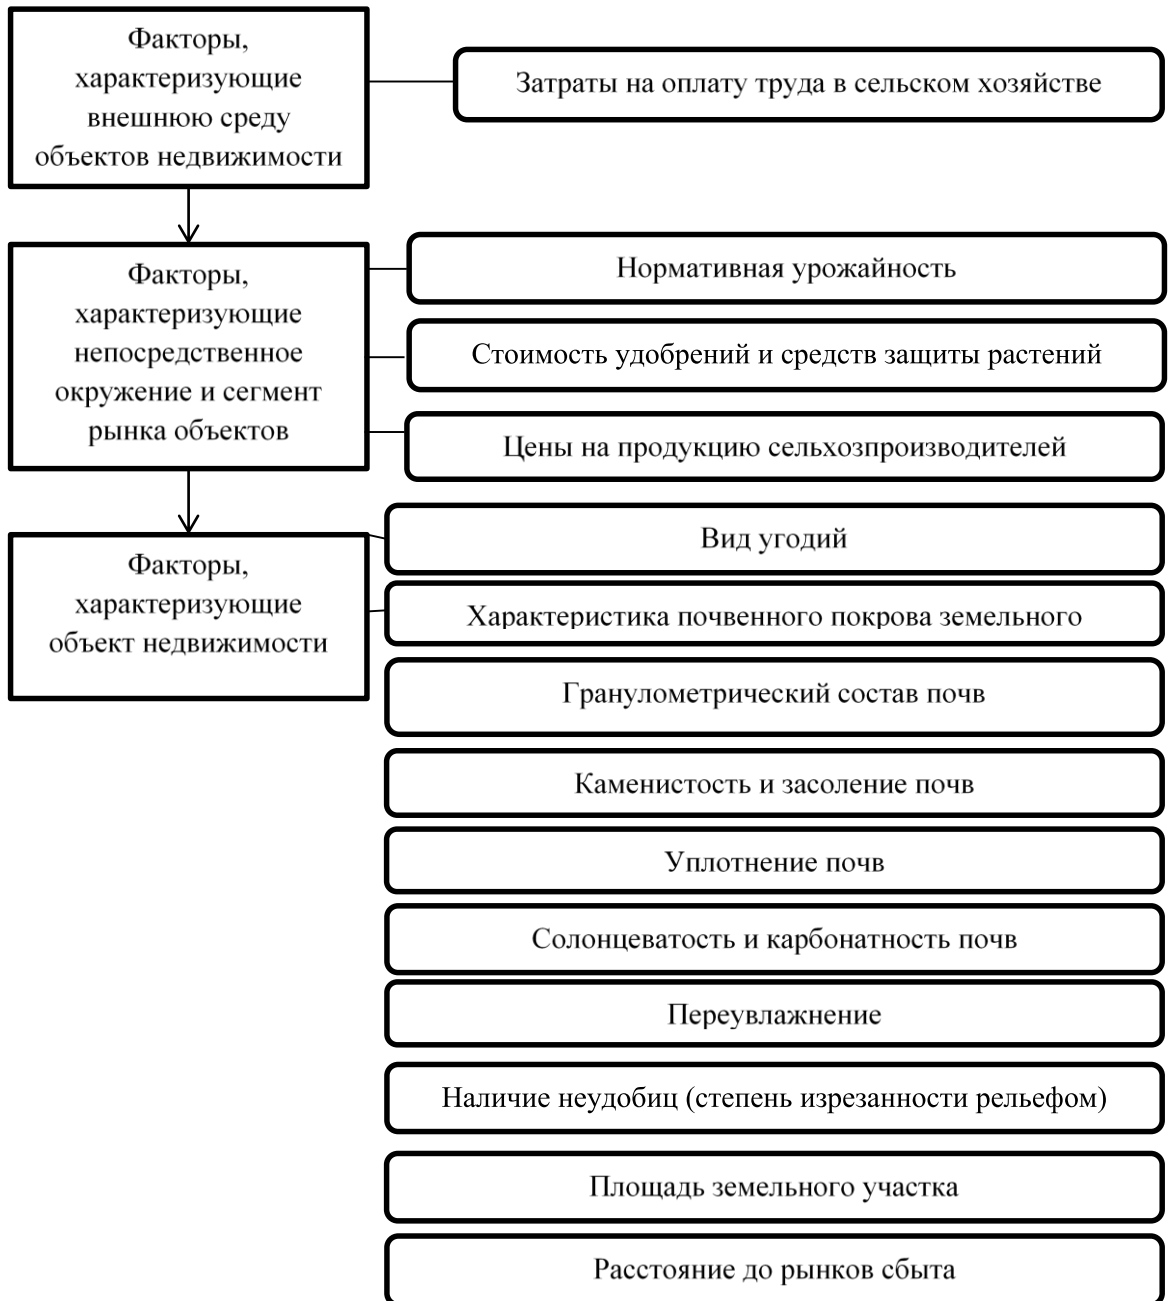 Факторы,
характеризующие
внешнюю среду
объектов недвижимости
Затраты на оплату труда в сельском хозяйстве
Факторы,
характеризующие
непосредственное
окружение и сегмент
рынка объектов
Нормативная урожайность
Стоимость удобрений и средств защиты растений
Цены на продукцию сельхозпроизводителей
Факторы,
характеризующие
объект недвижимости
Вид угодий
Характеристика почвенного покрова земельного
Гранулометрический состав почв
Каменистость и засоление почв
Уплотнение почв
Солонцеватость и карбонатность почв
Переувлажнение
Наличие неудобиц (степень изрезанности рельефом)
Площадь земельного участка
Расстояние до рынков сбыта